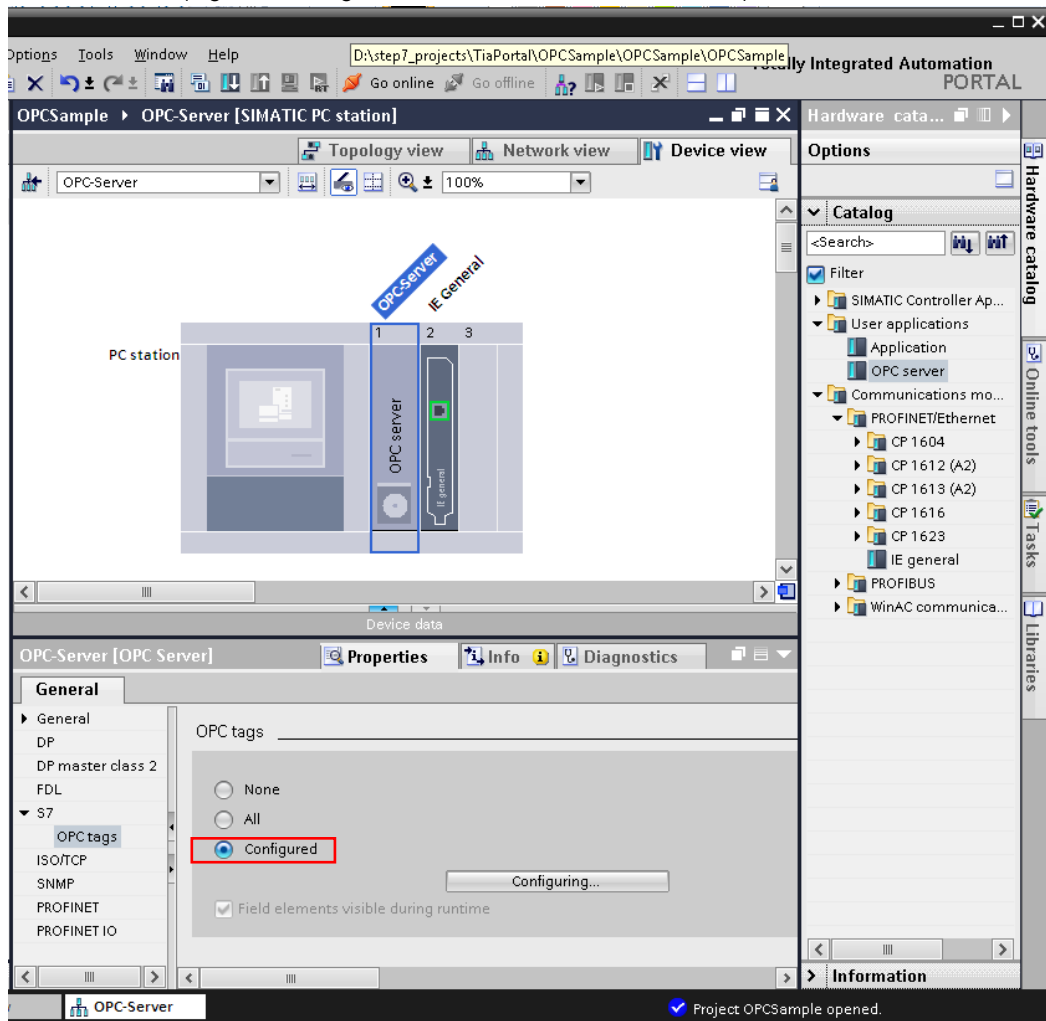 Options Tools Window Help
D:\step7_projects\TiaPortal\OPCSample\OPCSample\OPCSample
Totally Integrated Automation
PORTAL
Go online Go offline
OPCSample OPC-Server [SIMATIC PC station]
Hardware cata...
Topology view Network view Device view
Options
OPC-Server 100%
Catalog
<Search>
Filter
SIMATIC Controller Ap...
User applications
Application
OPC server
Communications mo...
PROFINET/Ethernet
CP 1604
CP 1612 (A2)
CP 1613 (A2)
CP 1616
CP 1623
IE general
PROFIBUS
WinAC communica...
Information
Hardware catalog
Online tools
Tasks
Libraries
OPC-Server
IE General
1 2 3
PC station
OPC server
IE general
Device data
OPC-Server [OPC Server]
Properties Info Diagnostics
General
General
DP
DP master class 2
FDL
S7
OPC tags
ISO/TCP
SNMP
PROFINET
PROFINET IO
OPC tags
None
All
Configured
Configuring...
Field elements visible during runtime
OPC-Server
Project OPCSample opened.